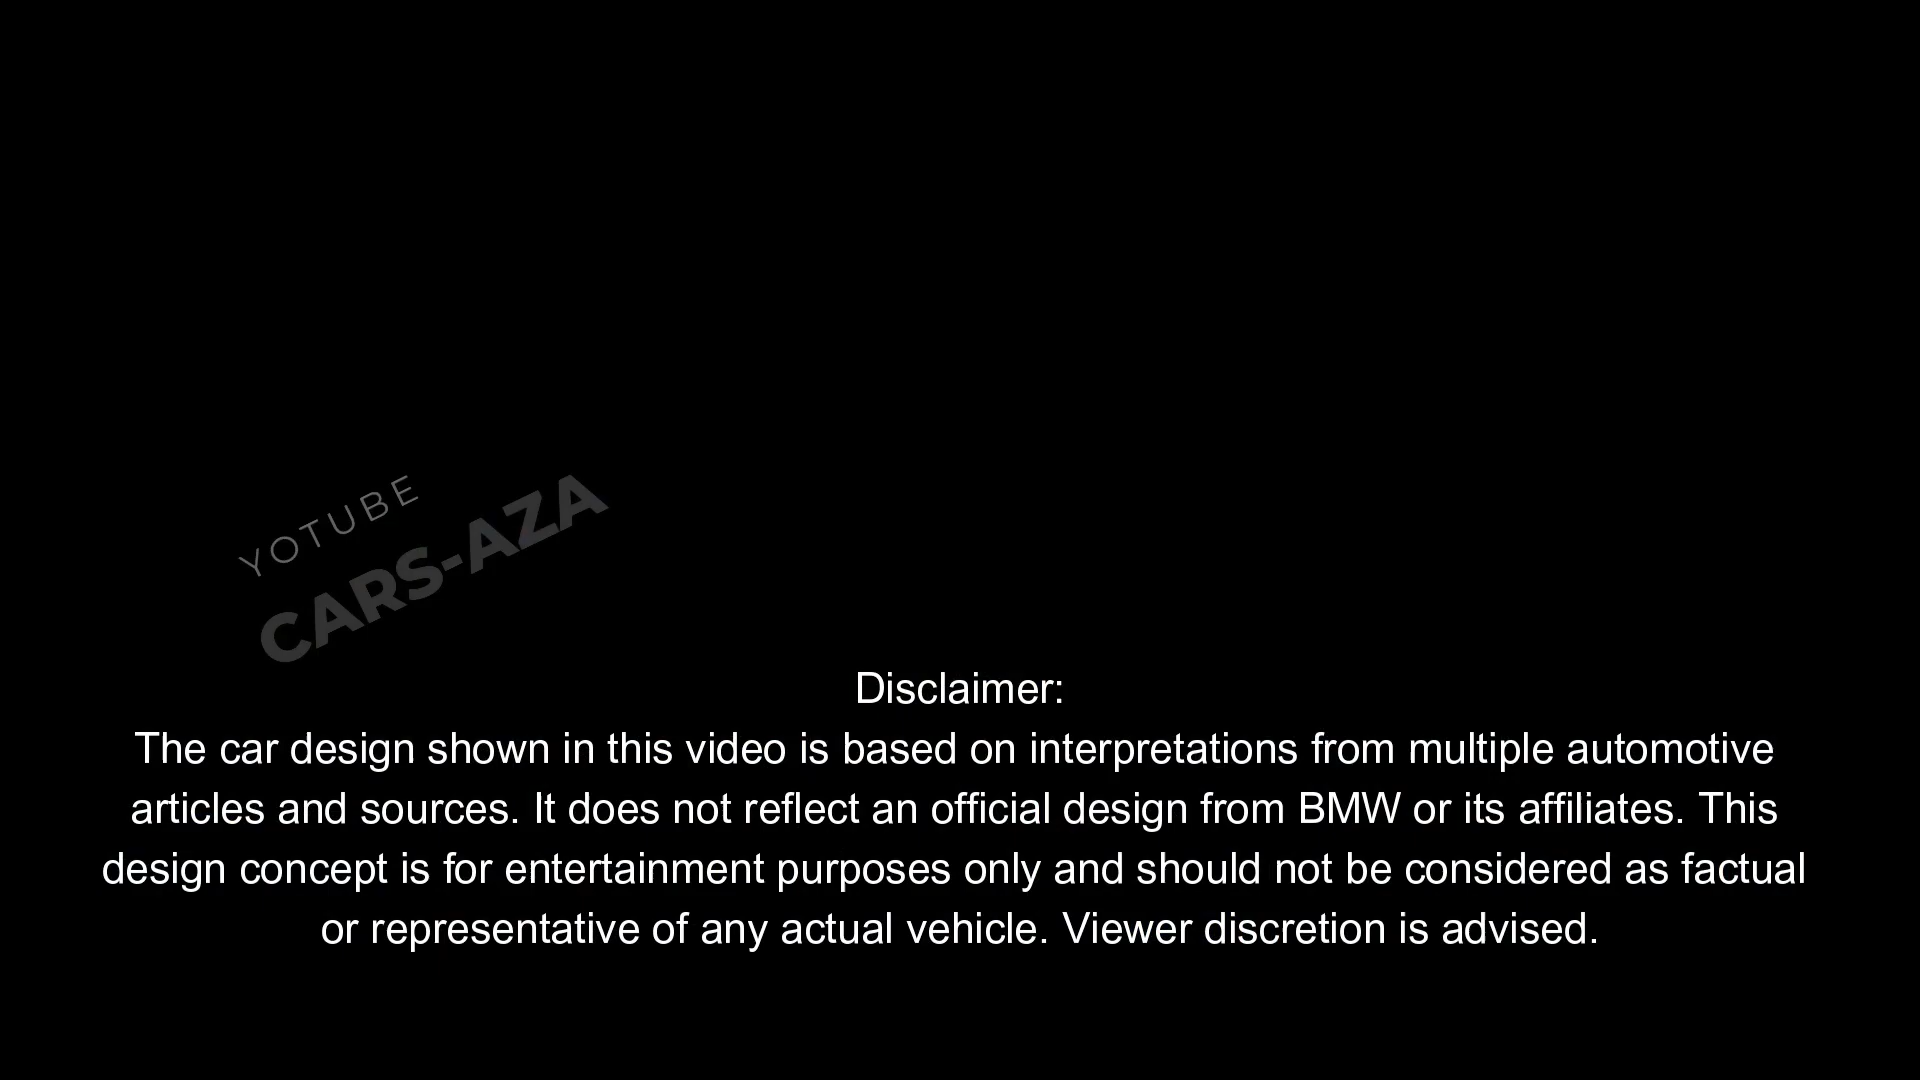 YOTUBE
CARS-AZA
Disclaimer:
The car design shown in this video is based on interpretations from multiple automotive
articles and sources. It does not reflect an official design from BMW or its affiliates. This
design concept is for entertainment purposes only and should not be considered as factual
or representative of any actual vehicle. Viewer discretion is advised.